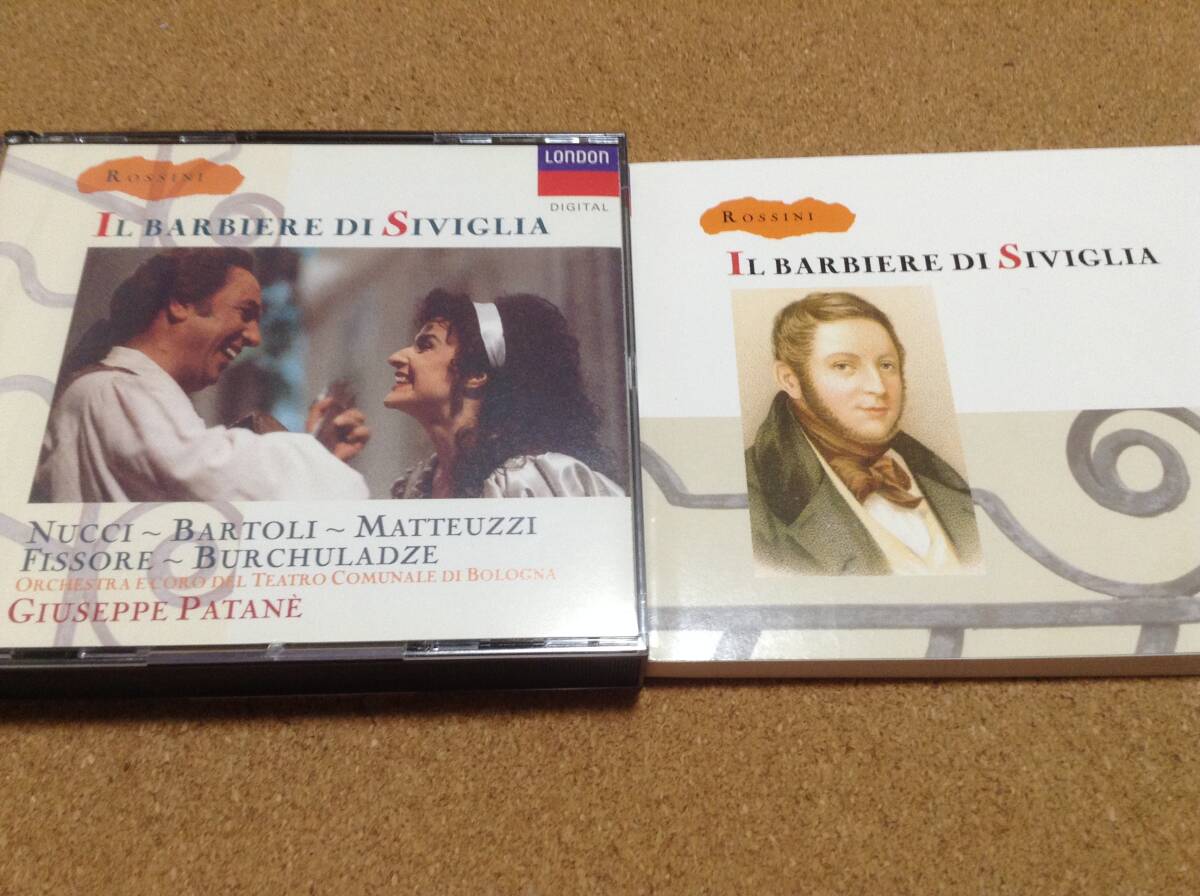 ROSSINI
LONDON
DIGITAL
IL BARBIERE DI SIVIGLIA
NUCCI ~ BARTOLI ~ MATTEUZZI
FISSORE ~ BURCHULADZE
ORCHESTRA E CORO DEL TEATRO COMUNALE DI BOLOGNA
GIUSEPPE PATANÈ
ROSSINI
IL BARBIERE DI SIVIGLIA